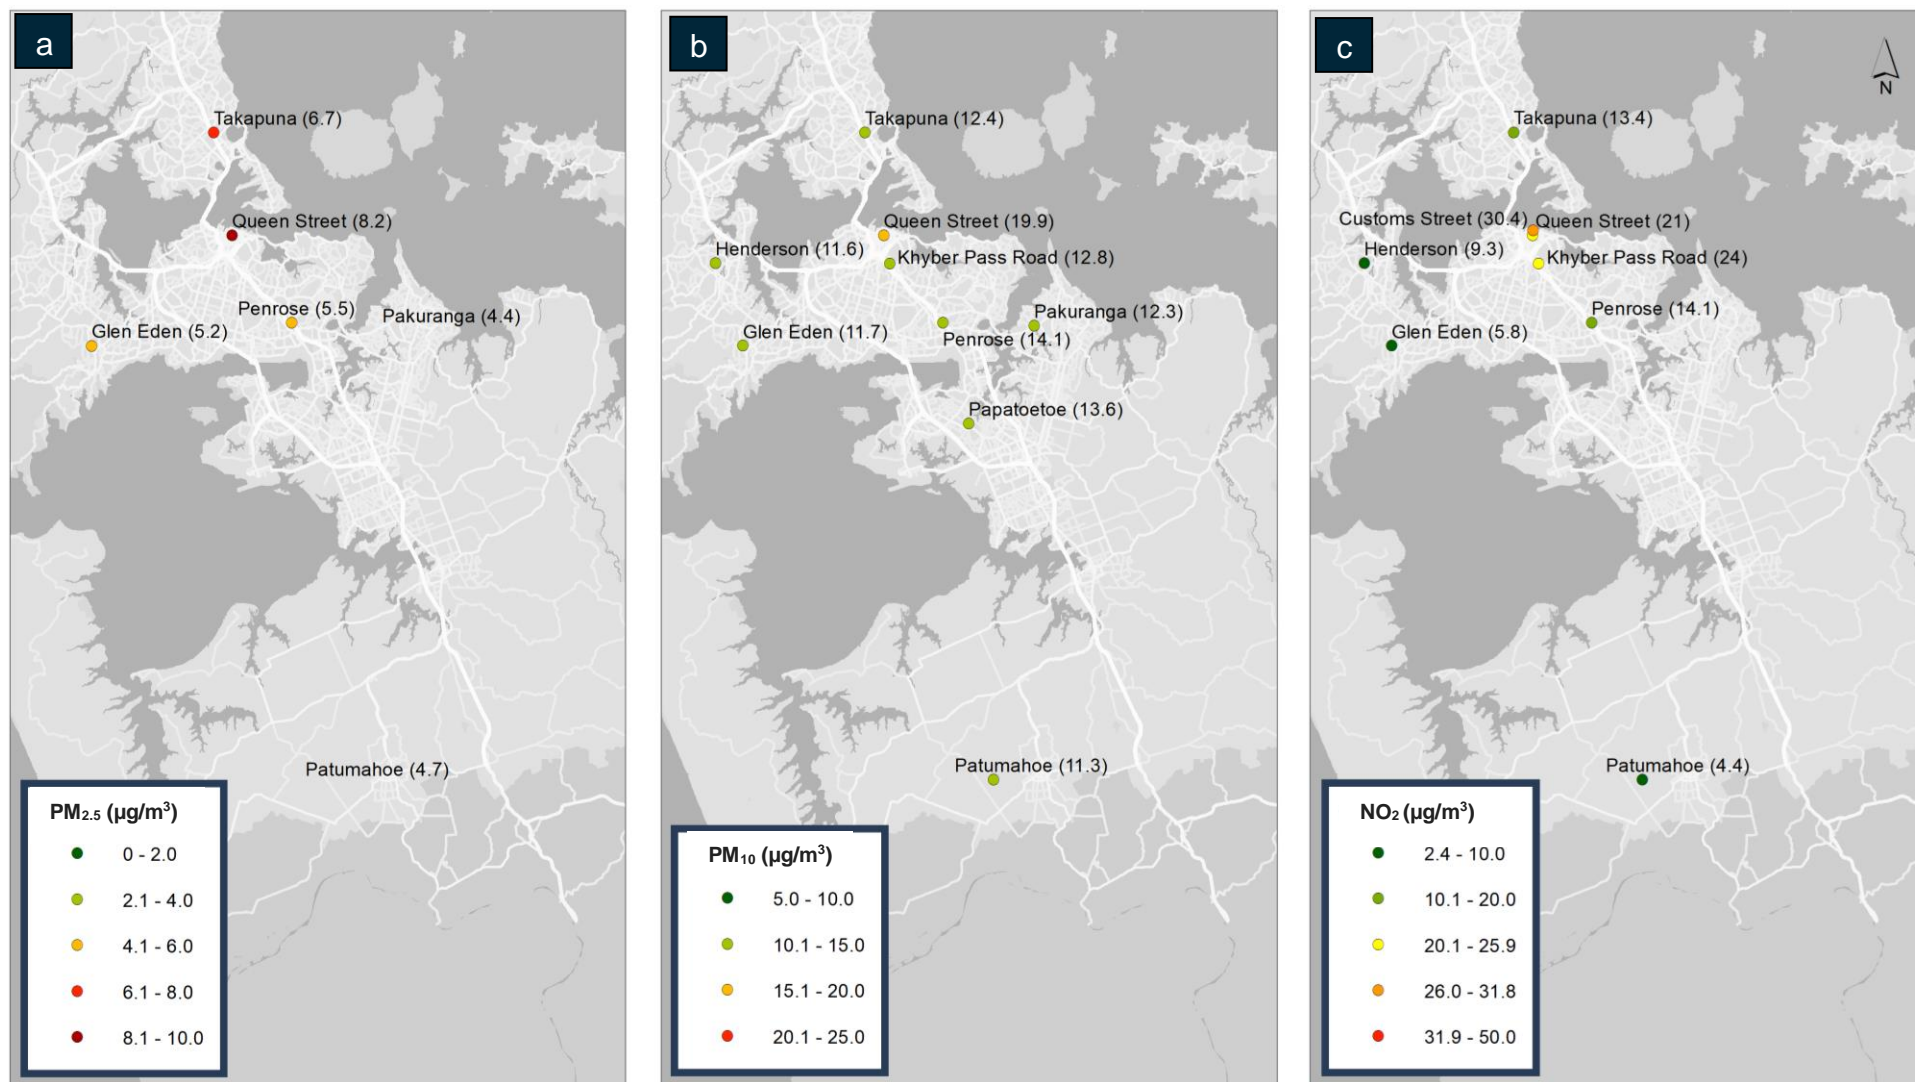 a
Takapuna (6.7)
Queen Street (8.2)
Penrose (5.5)
Pakuranga (4.4)
Glen Eden (5.2)
Patumahoe (4.7)
PM2.5 (µg/m³)
0 - 2.0
2.1 - 4.0
4.1 - 6.0
6.1 - 8.0
8.1 - 10.0
b
Takapuna (12.4)
Queen Street (19.9)
Henderson (11.6)
Khyber Pass Road (12.8)
Pakuranga (12.3)
Glen Eden (11.7)
Penrose (14.1)
Papatoetoe (13.6)
Patumahoe (11.3)
PM10 (µg/m³)
5.0 - 10.0
10.1 - 15.0
15.1 - 20.0
20.1 - 25.0
c
N
Takapuna (13.4)
Customs Street (30.4)
Queen Street (21)
Henderson (9.3)
Khyber Pass Road (24)
Penrose (14.1)
Glen Eden (5.8)
Patumahoe (4.4)
NO2 (µg/m³)
2.4 - 10.0
10.1 - 20.0
20.1 - 25.9
26.0 - 31.8
31.9 - 50.0